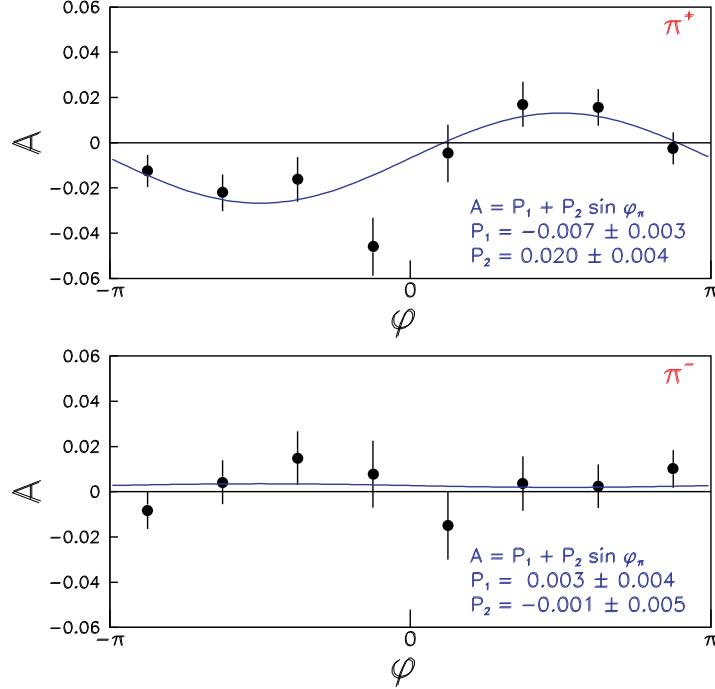 0.06
π⁺
0.04
0.02
A
0
−0.02
A = P₁ + P₂ sin φπ
−0.04
P₁ = −0.007 ± 0.003
P₂ = 0.020 ± 0.004
−0.06
−π 0 π
φ
0.06
π⁻
0.04
0.02
A
0
−0.02
A = P₁ + P₂ sin φπ
−0.04
P₁ = 0.003 ± 0.004
P₂ = −0.001 ± 0.005
−0.06
−π 0 π
φ